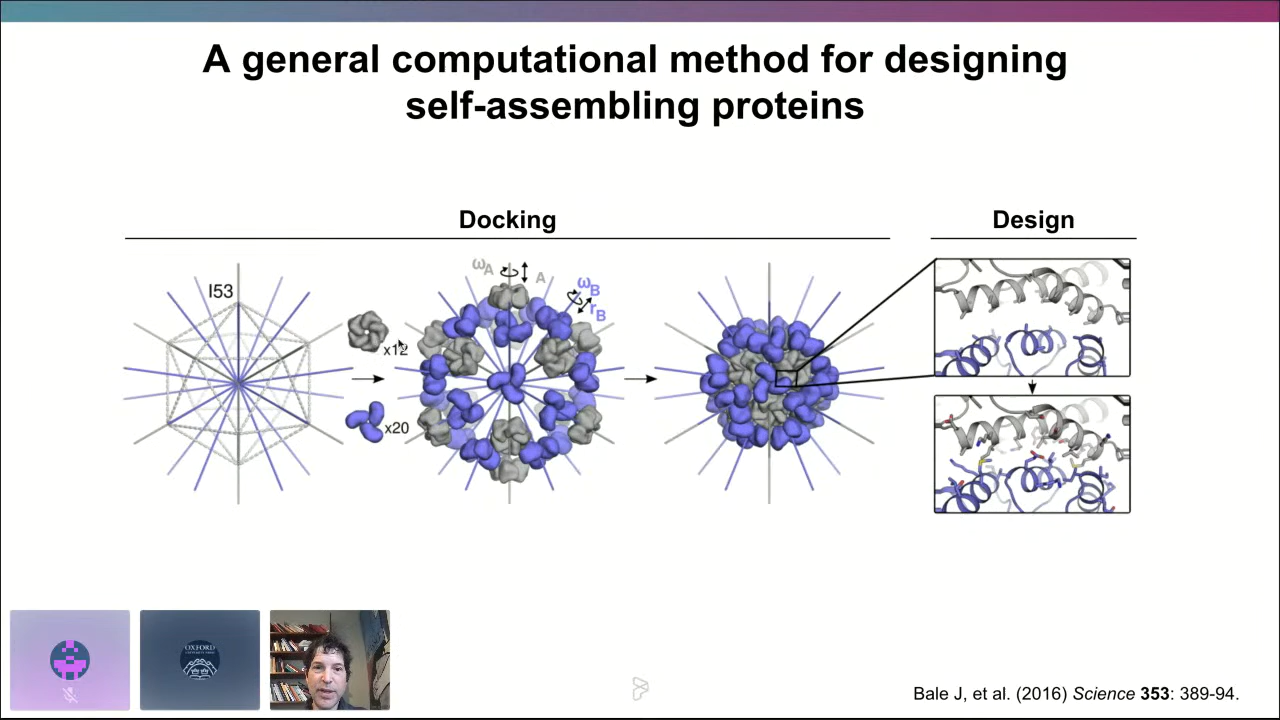 A general computational method for designing
self-assembling proteins
Docking
Design
I53
x12
x20
ωA
A
ωB
rB
OXFORD
Bale J, et al. (2016) Science 353: 389-94.